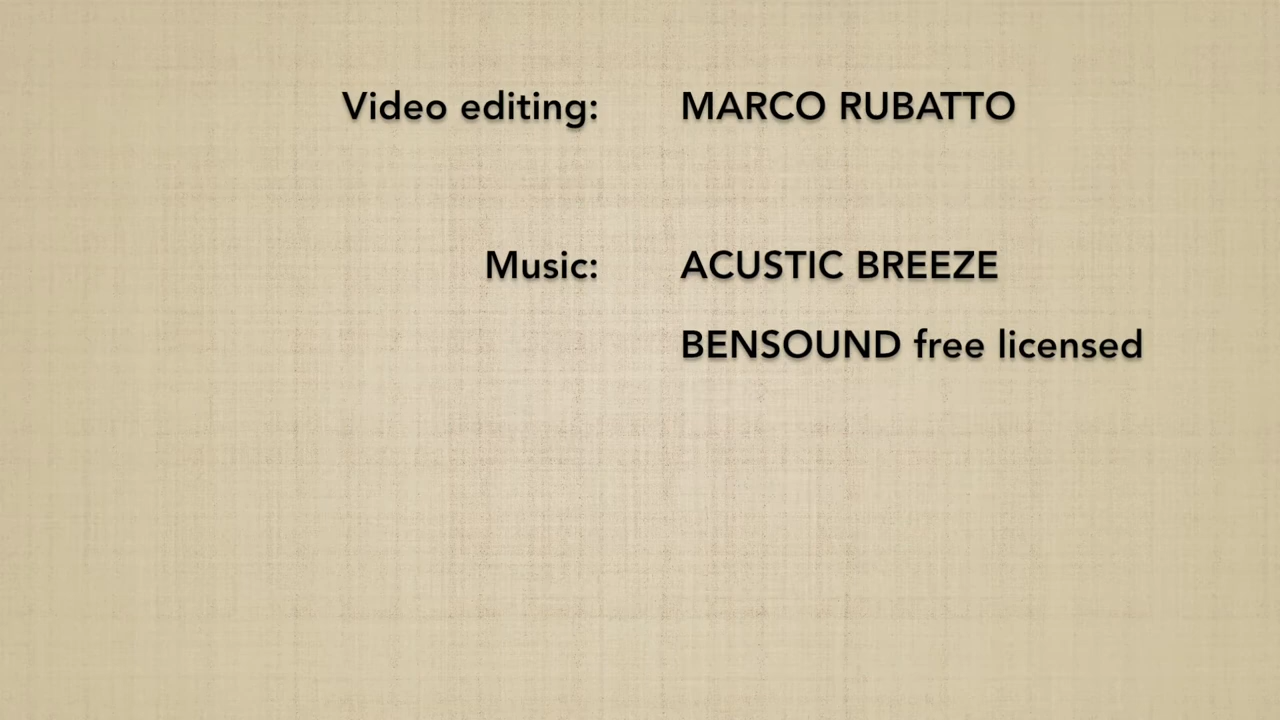 Video editing: MARCO RUBATTO
Music: ACUSTIC BREEZE
BENSOUND free licensed